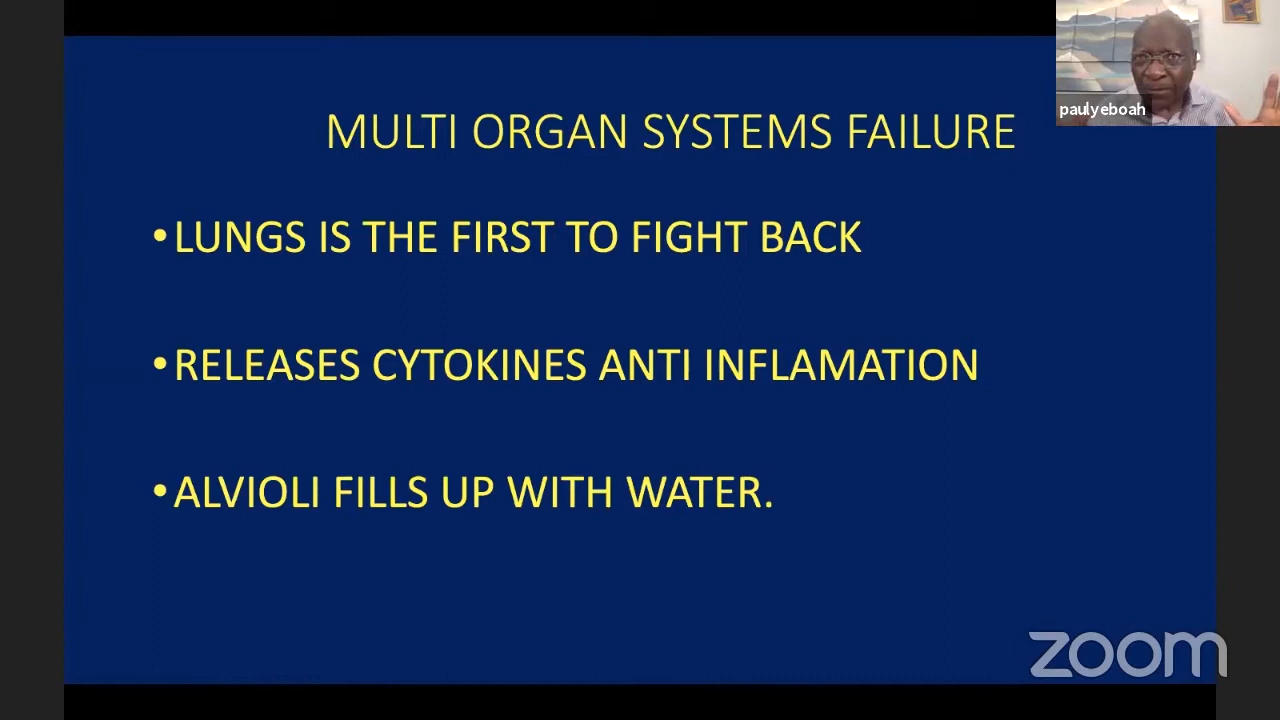 paulyeboah
MULTI ORGAN SYSTEMS FAILURE
•LUNGS IS THE FIRST TO FIGHT BACK
•RELEASES CYTOKINES ANTI INFLAMATION
•ALVIOLI FILLS UP WITH WATER.
zoom